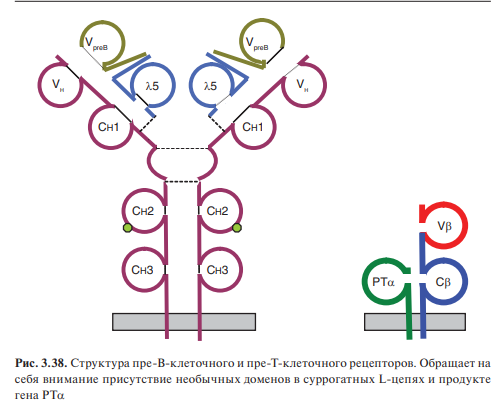 VpreB VpreB
VH λ5 λ5 VH
CH1 CH1
CH2 CH2
Vβ
CH3 CH3 PTα Cβ
Рис. 3.38. Структура пре-В-клеточного и пре-Т-клеточного рецепторов. Обращает на
себя внимание присутствие необычных доменов в суррогатных L-цепях и продукте
гена PTα